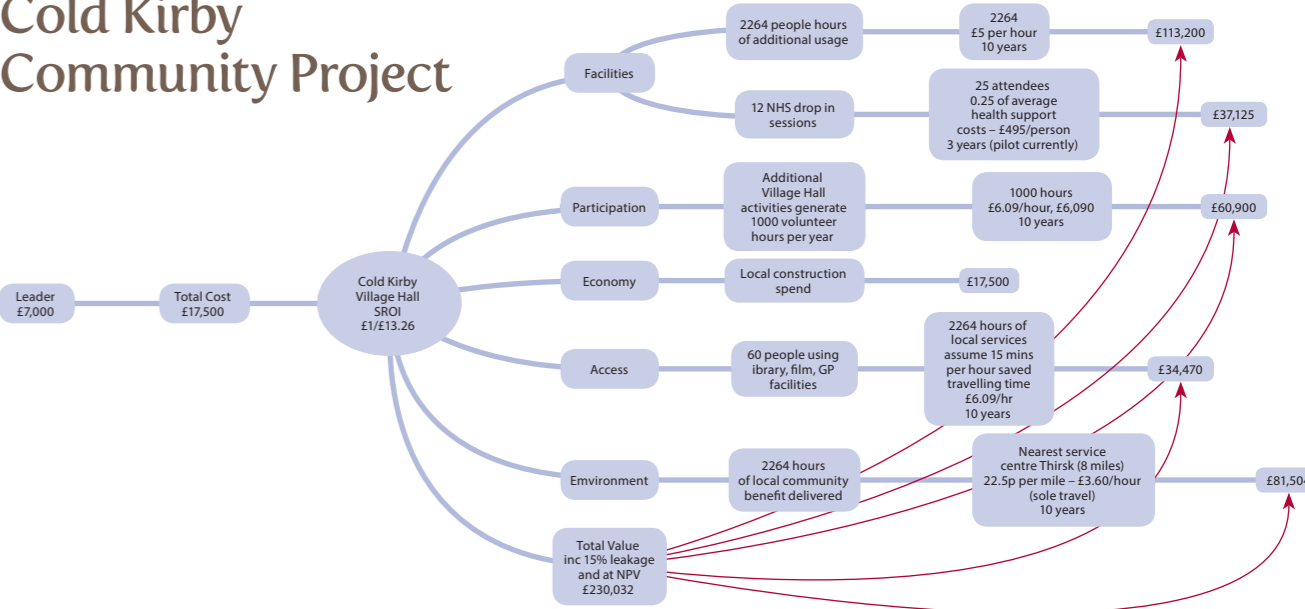 Cold Kirby
Community Project
Leader
£7,000
Total Cost
£17,500
Cold Kirby
Village Hall
SROI
£1/£13.26
Facilities
2264 people hours
of additional usage
2264
£5 per hour
10 years
£113,200
12 NHS drop in
sessions
25 attendees
0.25 of average
health support
costs – £495/person
3 years (pilot currently)
£37,125
Participation
Additional
Village Hall
activities generate
1000 volunteer
hours per year
1000 hours
£6.09/hour, £6,090
10 years
£60,900
Economy
Local construction
spend
£17,500
Access
60 people using
ibrary, film, GP
facilities
2264 hours of
local services
assume 15 mins
per hour saved
travelling time
£6.09/hr
10 years
£34,470
Emvironment
2264 hours
of local community
benefit delivered
Nearest service
centre Thirsk (8 miles)
22.5p per mile – £3.60/hour
(sole travel)
10 years
£81,504
Total Value
inc 15% leakage
and at NPV
£230,032